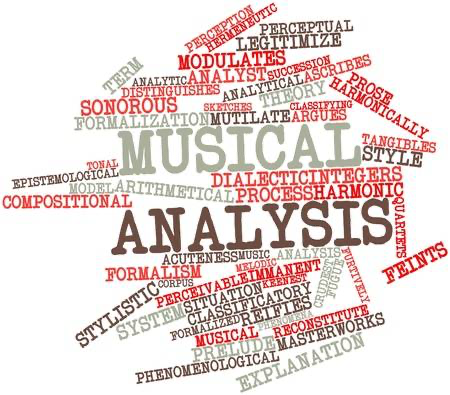 PERCEPTION
HERMENEUTIC
PERCEPTUAL
LEGITIMIZE
MODULATES
TERM
ANALYTIC
ANALYST
SUCCESSION
ASCRIBES
DISTINGUISHES
ANALYTICAL
PROSE
HARMONICALLY
SONOROUS
SKETCHES
THEORY
CLASSIFYING
FORMALIZATION
MUTILATE
ARGUES
MUSICAL
TANGIBLES
STYLE
TONAL
EPISTEMOLOGICAL
DIALECTIC
INTEGERS
MODEL
ARITHMETICAL
PROCESS
HARMONIC
COMPOSITIONAL
QUARTETS
ANALYSIS
FEINTS
ACUTENESS
MUSIC
ANALYSIS
FORMALISM
MELODIC
IMMANENT
CORPUS
PERCEIVABLE
KEENEST
FURTIVELY
STYLISTIC
SITUATION
FUGUE
SYSTEM
CLASSIFICATORY
FORMALIZED
REIFIES
PHENOMENA
MUSICAL
RECONSTITUTE
PRELUDE
MASTERWORKS
PHENOMENOLOGICAL
EXPLANATION